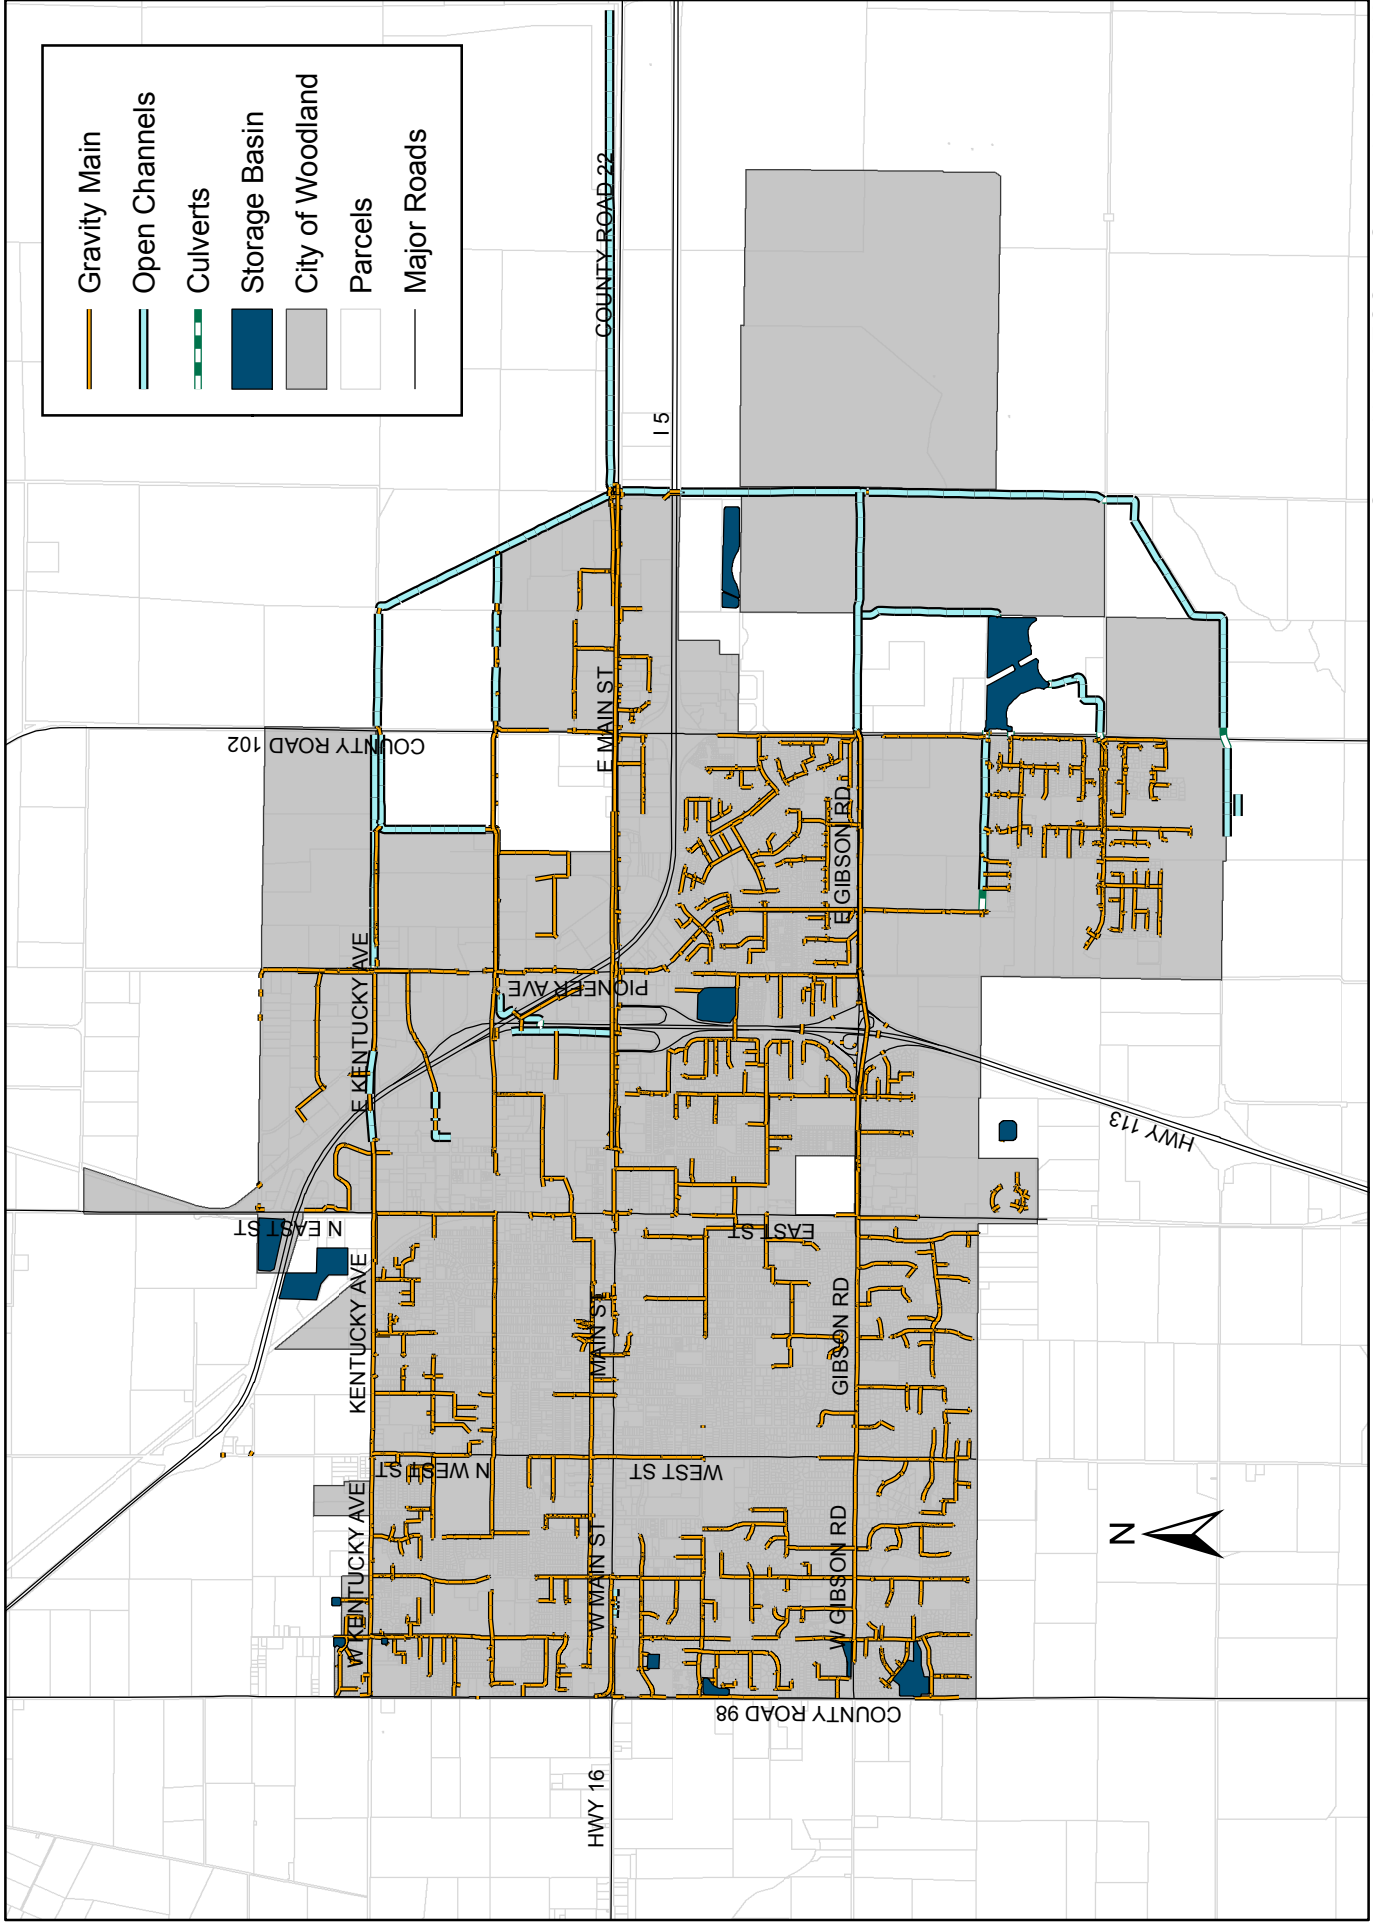 Gravity Main
Open Channels
Culverts
Storage Basin
City of Woodland
Parcels
Major Roads
COUNTY ROAD 22
I 5
COUNTY ROAD 102
E MAIN ST
E GIBSON RD
E KENTUCKY AVE
PIONEER AVE
HWY 113
N EAST ST
EAST ST
KENTUCKY AVE
MAIN ST
GIBSON RD
N WEST ST
WEST ST
W KENTUCKY AVE
W MAIN ST
W GIBSON RD
N
COUNTY ROAD 98
HWY 16